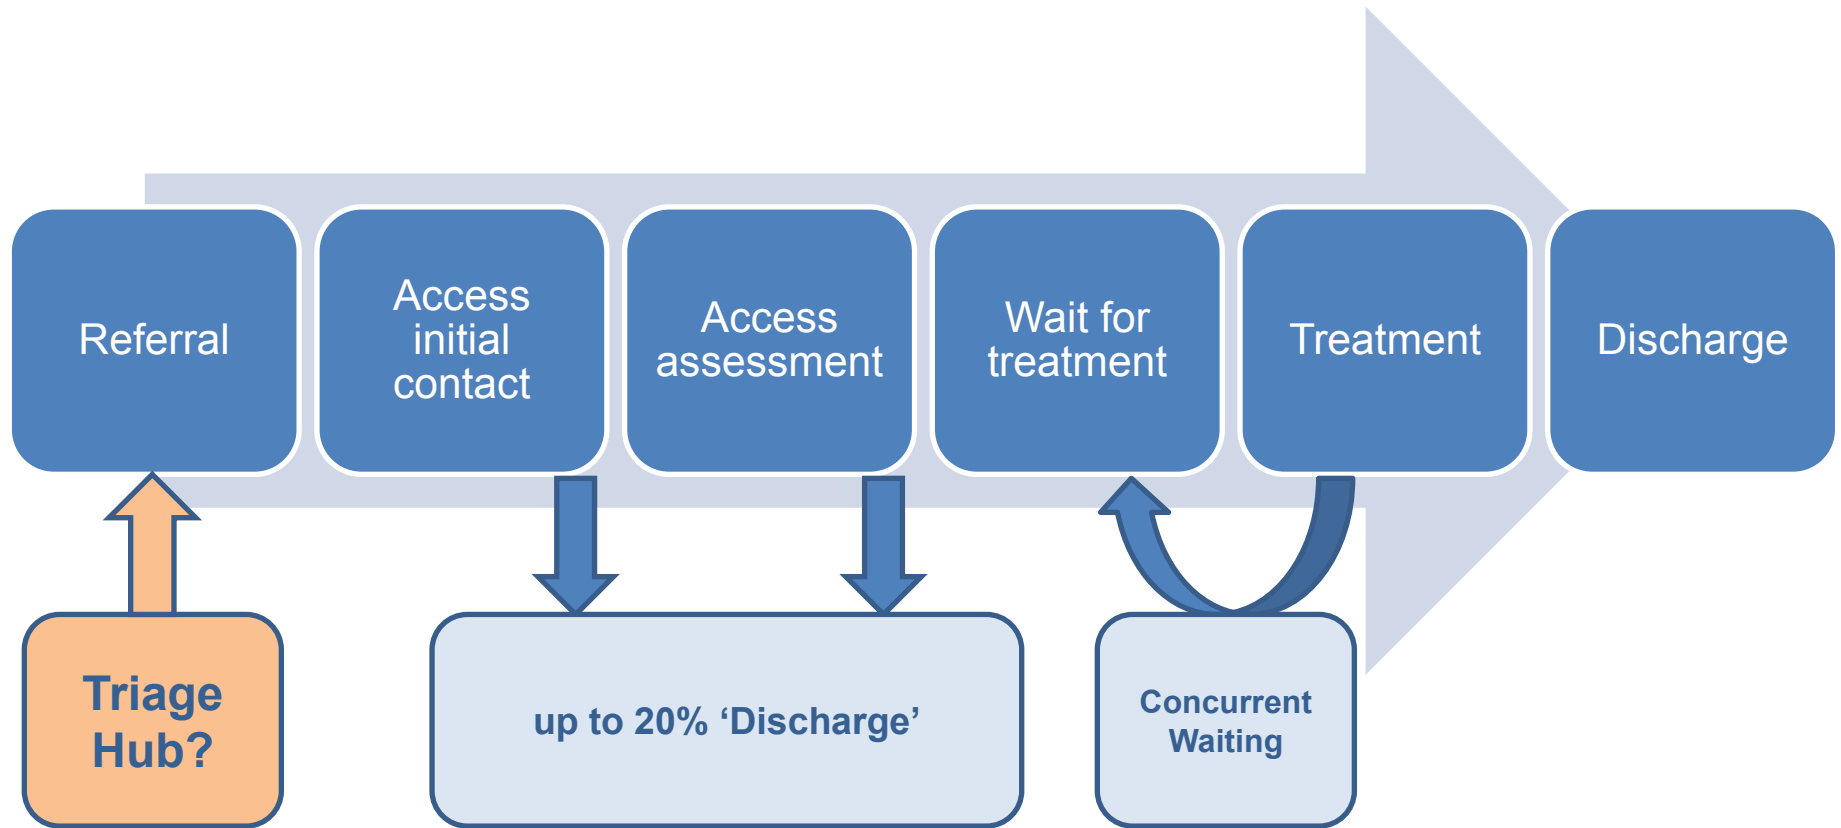 Referral
Access
initial
contact
Access
assessment
Wait for
treatment
Treatment
Discharge
Triage
Hub?
up to 20% ‘Discharge’
Concurrent
Waiting